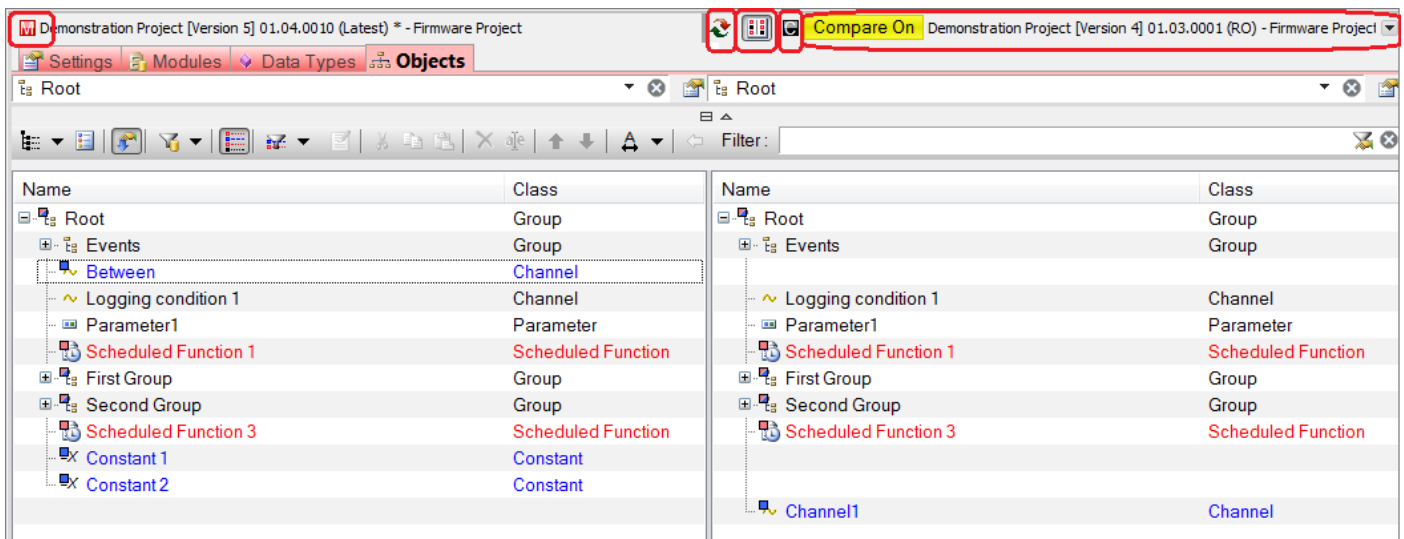 M Demonstration Project [Version 5] 01.04.0010 (Latest) * - Firmware Project C Compare On Demonstration Project [Version 4] 01.03.0001 (RO) - Firmware Project
Settings Modules Data Types Objects
Root Root
A Filter:
Name Class Name Class
Root Group Root Group
Events Group Events Group
Between Channel
Logging condition 1 Channel Logging condition 1 Channel
Parameter1 Parameter Parameter1 Parameter
Scheduled Function 1 Scheduled Function Scheduled Function 1 Scheduled Function
First Group Group First Group Group
Second Group Group Second Group Group
Scheduled Function 3 Scheduled Function Scheduled Function 3 Scheduled Function
X Constant 1 Constant
X Constant 2 Constant
Channel1 Channel